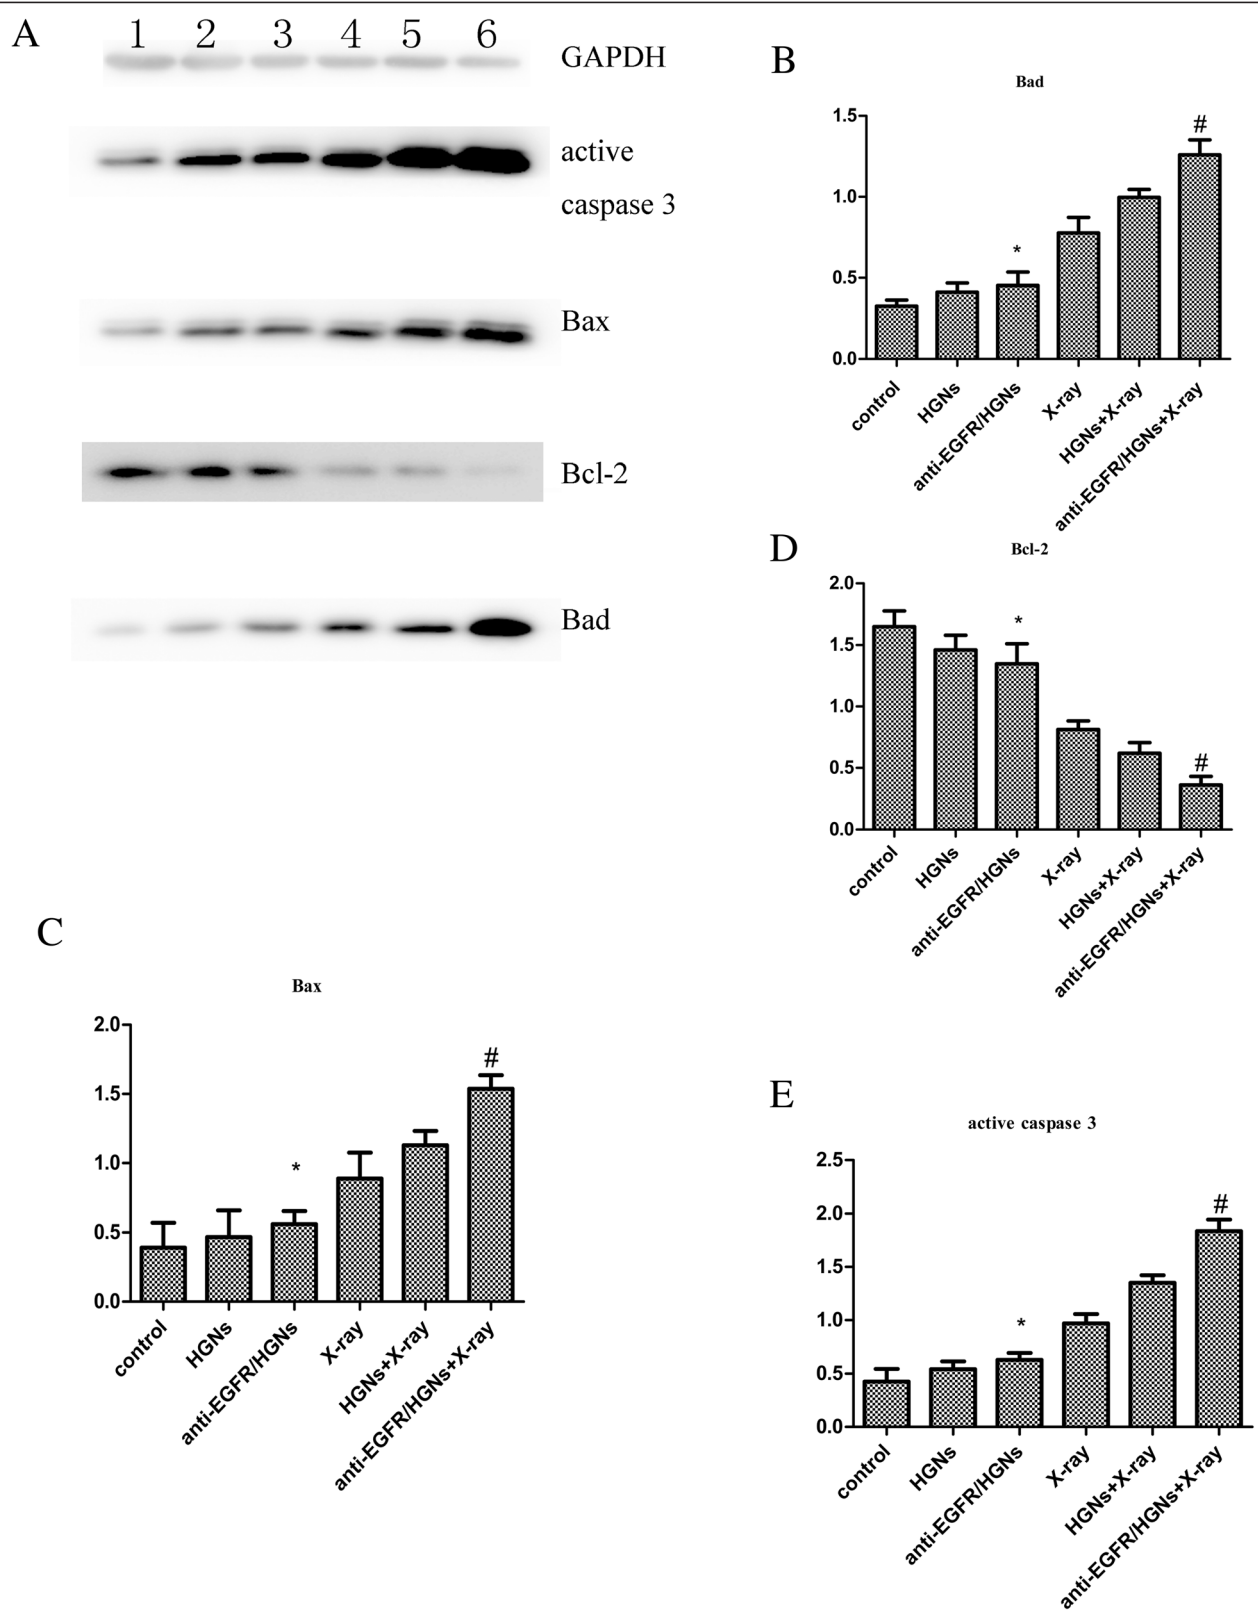 A
1 2 3 4 5 6
GAPDH
active
caspase 3
Bax
Bcl-2
Bad
B
Bad
1.5
1.0
0.5
0.0
*
#
control
HGNs
anti-EGFR/HGNs
X-ray
HGNs+X-ray
anti-EGFR/HGNs+X-ray
D
Bcl-2
2.0
1.5
1.0
0.5
0.0
*
#
control
HGNs
anti-EGFR/HGNs
X-ray
HGNs+X-ray
anti-EGFR/HGNs+X-ray
C
Bax
2.0
1.5
1.0
0.5
0.0
*
#
control
HGNs
anti-EGFR/HGNs
X-ray
HGNs+X-ray
anti-EGFR/HGNs+X-ray
E
active caspase 3
2.5
2.0
1.5
1.0
0.5
0.0
*
#
control
HGNs
anti-EGFR/HGNs
X-ray
HGNs+X-ray
anti-EGFR/HGNs+X-ray